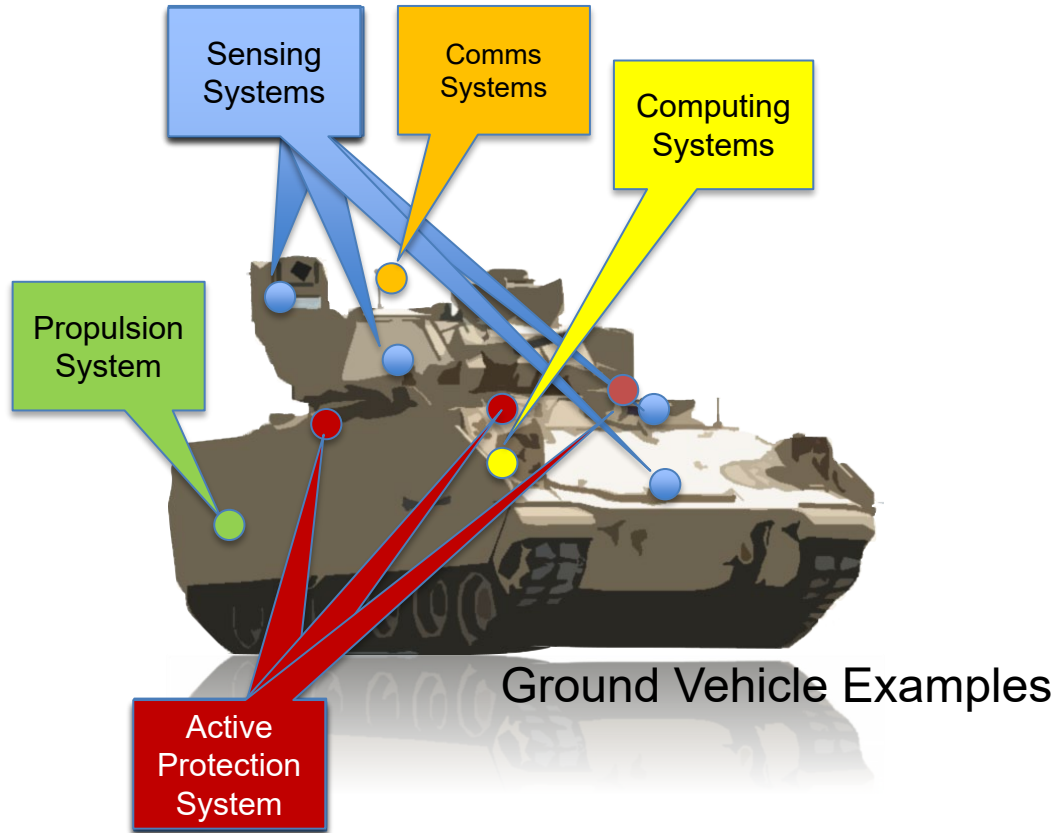 Sensing
Systems
Comms
Systems
Computing
Systems
Propulsion
System
Ground Vehicle Examples
Active
Protection
System